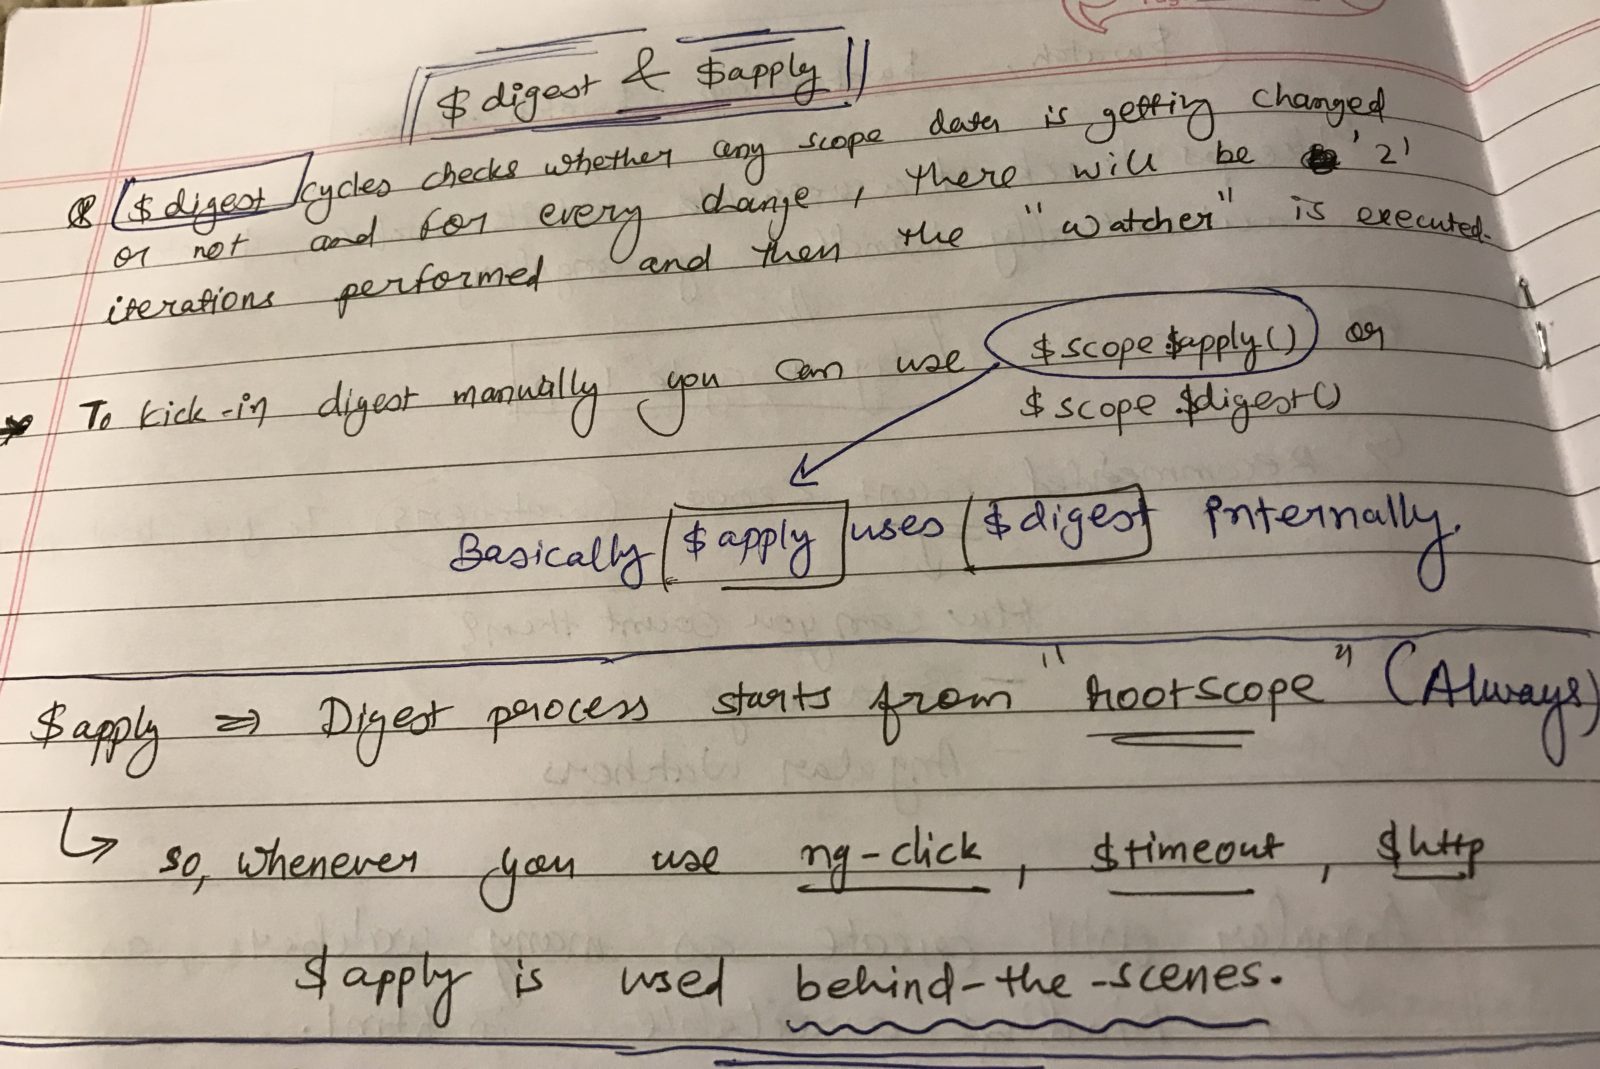 $digest & $apply
$digest cycles checks whether any scope data is getting changed
or not and for every change, there will be '2'
iterations performed and then the "watcher" is executed.
To kick-in digest manually you can use $scope.$apply() or
$scope.$digest()
Basically $apply uses $digest internally.
$apply ⇒ Digest process starts from "rootscope" (Always)
↳ so, whenever you use ng-click, $timeout, $http
$apply is used behind-the-scenes.